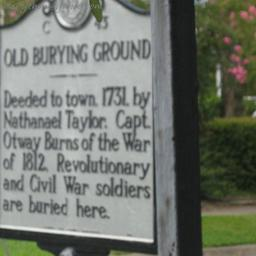 C 45
OLD BURYING GROUND
Deeded to town, 1731, by
Nathanael Taylor. Capt.
Otway Burns of the War
of 1812, Revolutionary
and Civil War soldiers
are buried here.